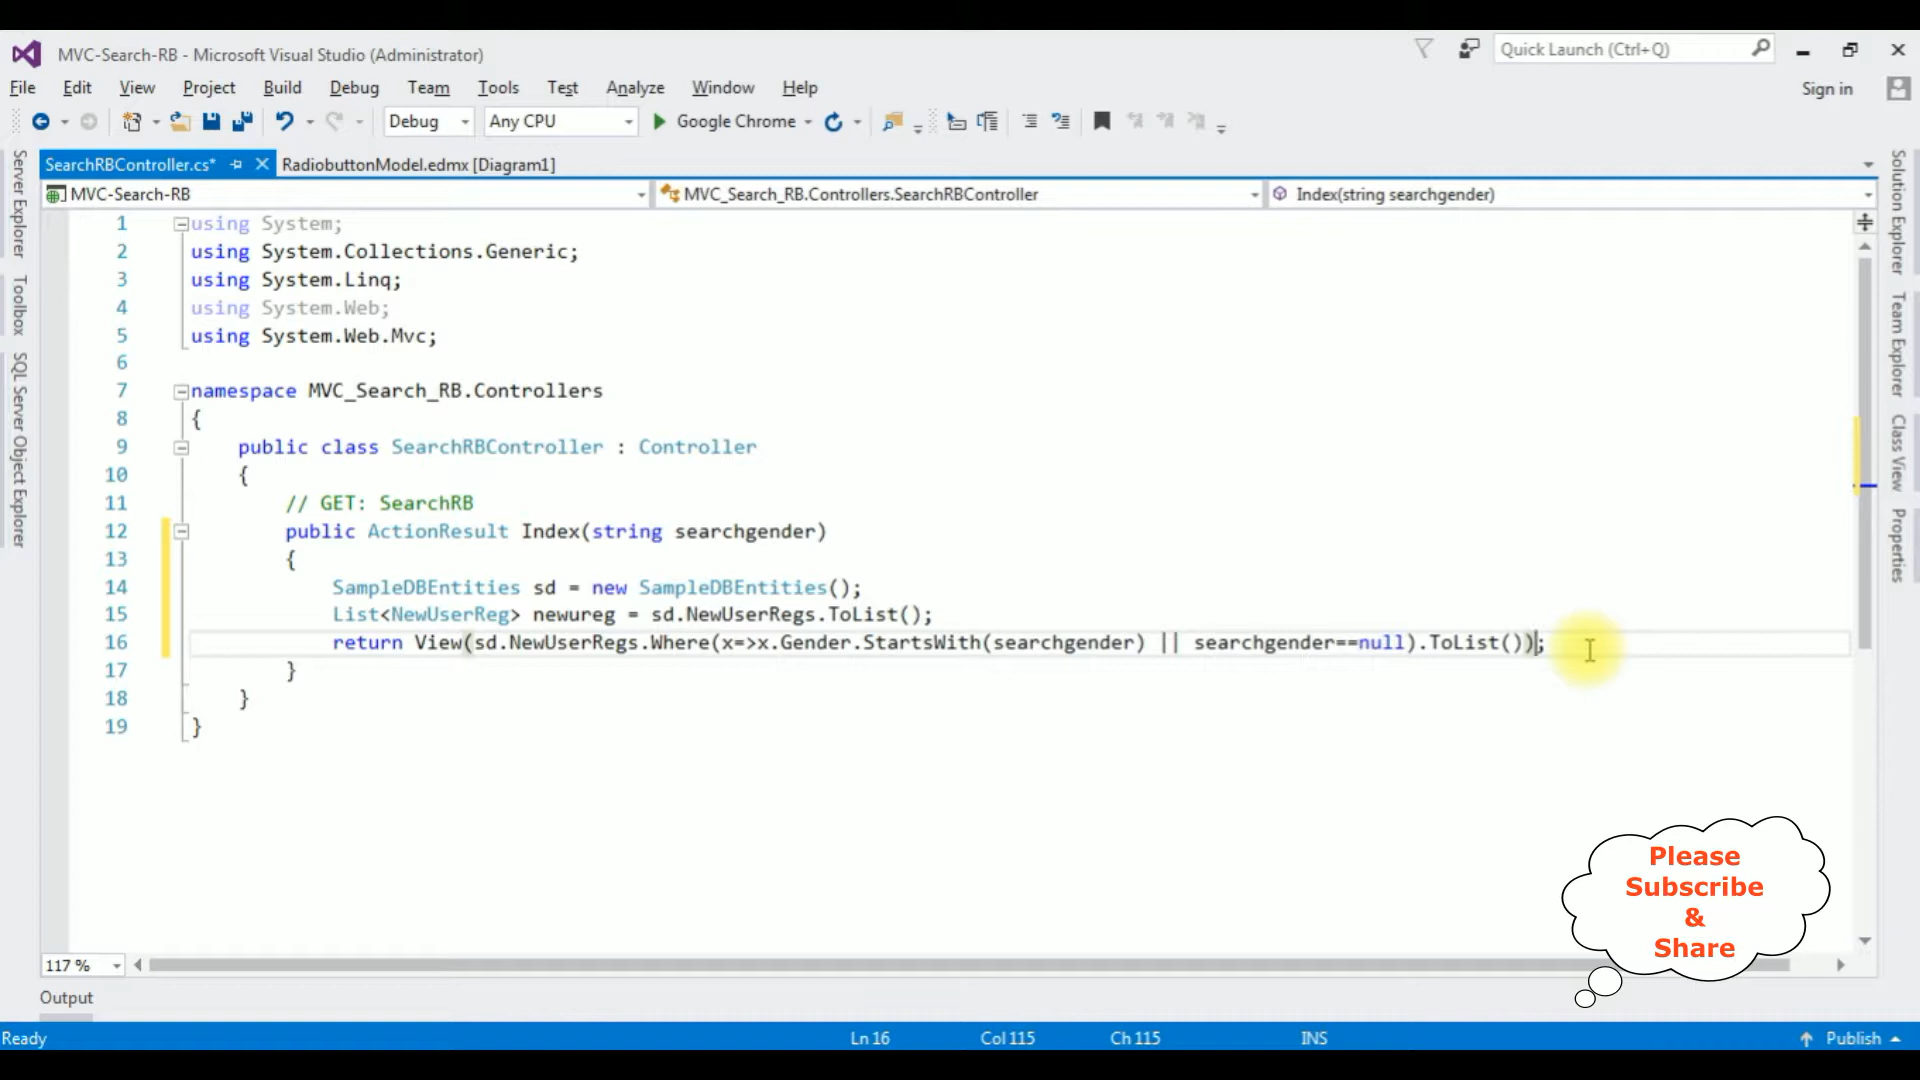 MVC-Search-RB - Microsoft Visual Studio (Administrator)
Quick Launch (Ctrl+Q)
File Edit View Project Build Debug Team Tools Test Analyze Window Help
Sign in
Debug Any CPU Google Chrome
SearchRBController.cs* RadiobuttonModel.edmx [Diagram1]
MVC-Search-RB MVC_Search_RB.Controllers.SearchRBController Index(string searchgender)
Server Explorer
Toolbox
SQL Server Object Explorer
1 using System;
2 using System.Collections.Generic;
3 using System.Linq;
4 using System.Web;
5 using System.Web.Mvc;
6
7 namespace MVC_Search_RB.Controllers
8 {
9 public class SearchRBController : Controller
10 {
11 // GET: SearchRB
12 public ActionResult Index(string searchgender)
13 {
14 SampleDBEntities sd = new SampleDBEntities();
15 List<NewUserReg> newureg = sd.NewUserRegs.ToList();
16 return View(sd.NewUserRegs.Where(x=>x.Gender.StartsWith(searchgender) || searchgender==null).ToList());
17 }
18 }
19 }
Solution Explorer
Team Explorer
Class View
Properties
Please
Subscribe
&
Share
117 %
Output
Ready Ln 16 Col 115 Ch 115 INS Publish